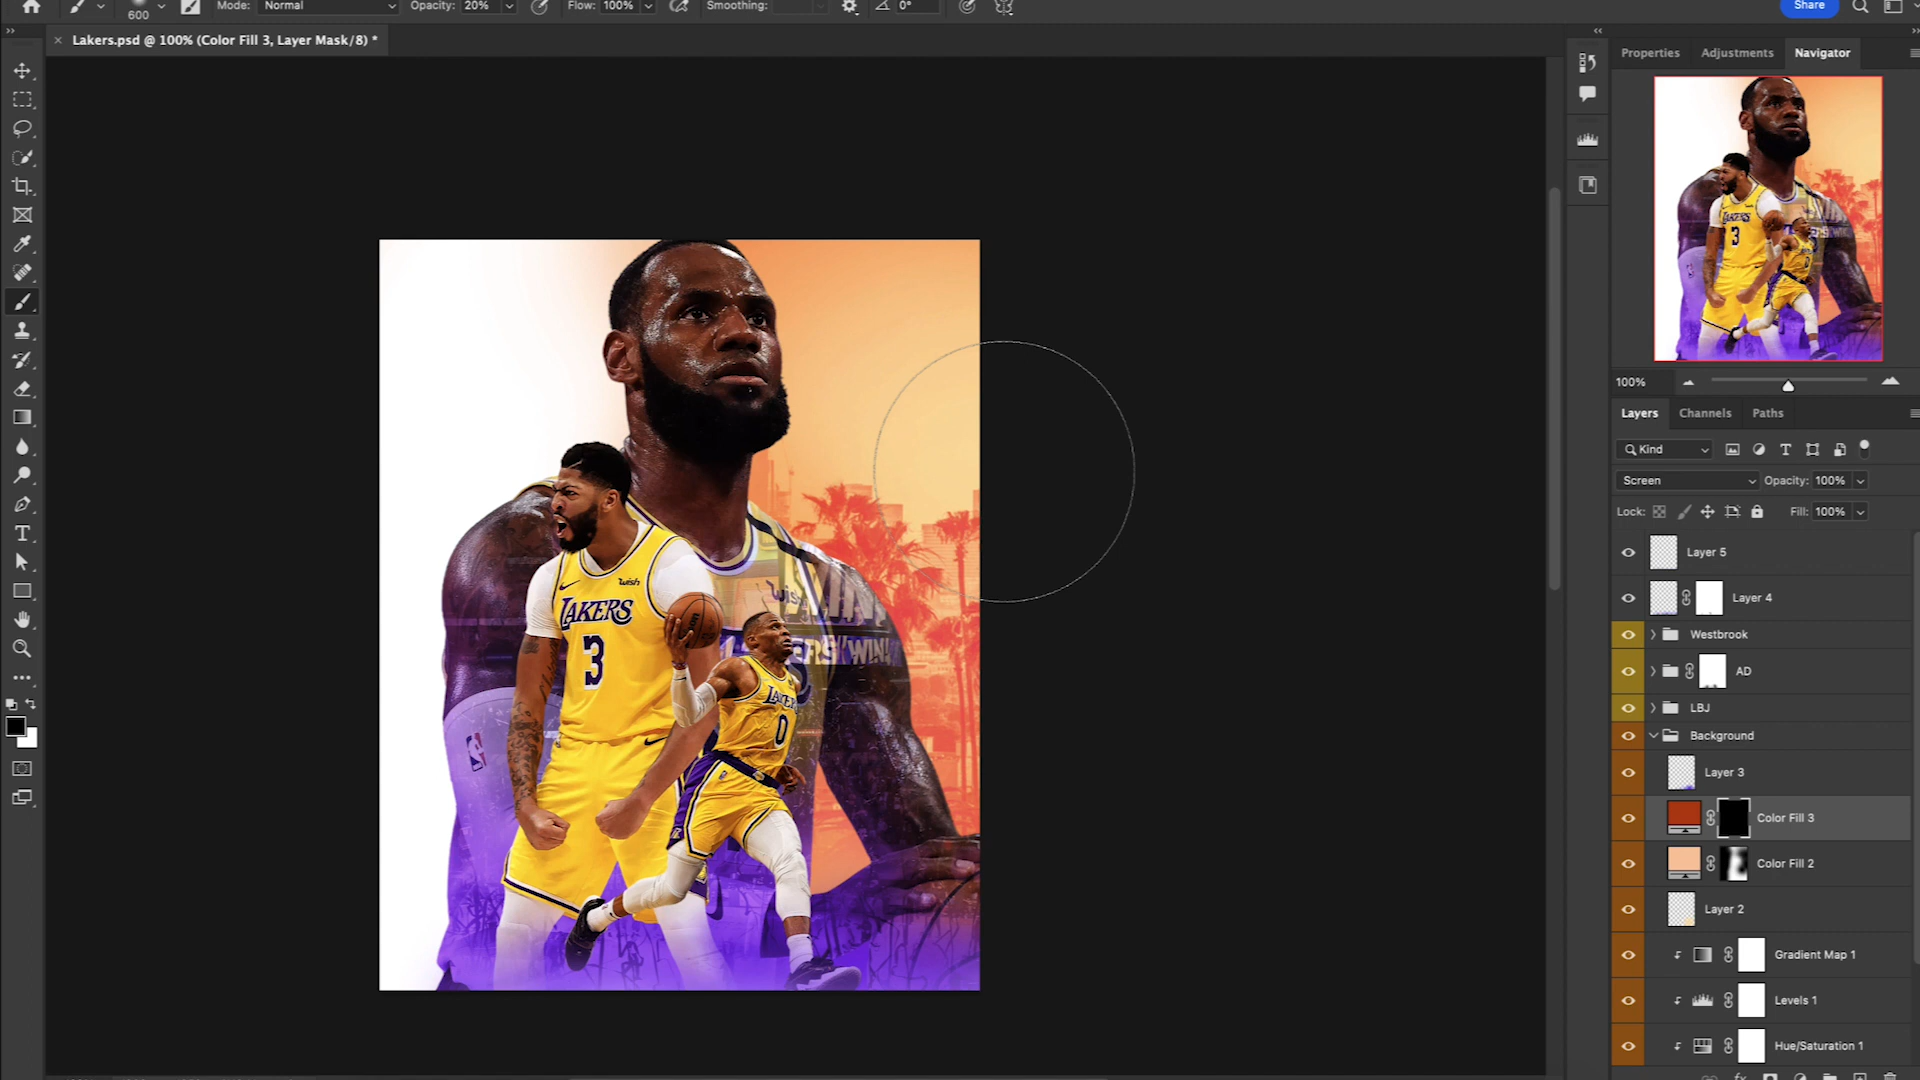 Mode: Normal Opacity: 20% Flow: 100% Smoothing: 0° Share
600
Lakers.psd @ 100% (Color Fill 3, Layer Mask/8) *
Properties Adjustments Navigator
100%
Layers Channels Paths
Kind
Screen Opacity: 100%
Lock: Fill: 100%
Layer 5
Layer 4
Westbrook
AD
LBJ
Background
Layer 3
Color Fill 3
Color Fill 2
Layer 2
Gradient Map 1
Levels 1
Hue/Saturation 1
wish
LAKERS
3
wish
LAKERS
0